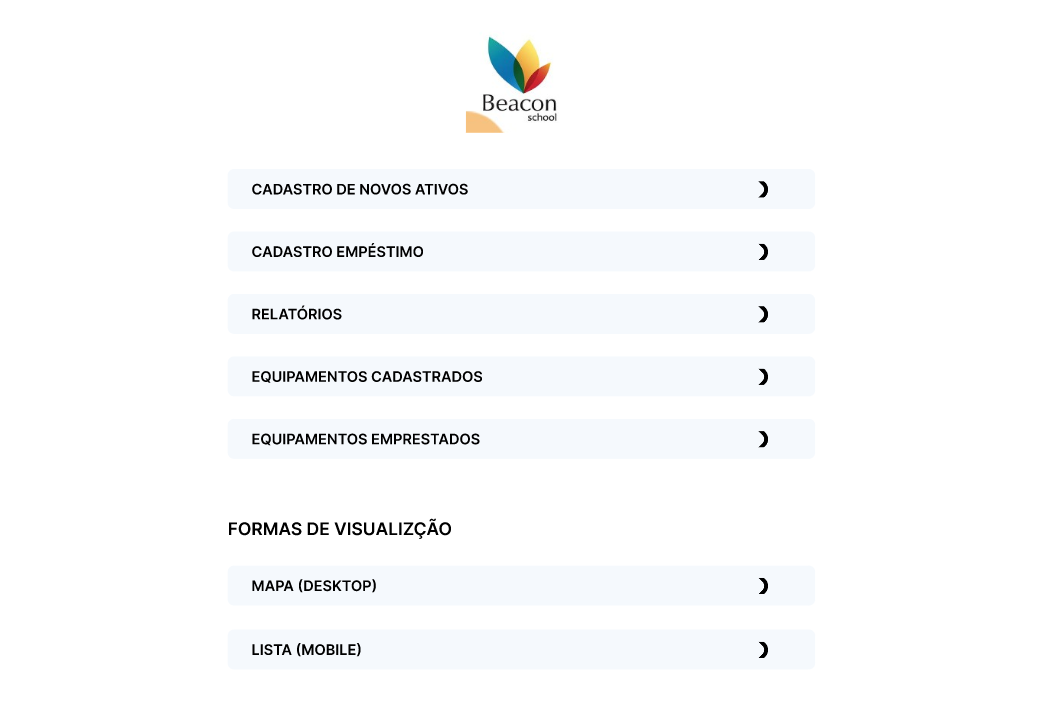 Beacon
school
CADASTRO DE NOVOS ATIVOS
CADASTRO EMPÉSTIMO
RELATÓRIOS
EQUIPAMENTOS CADASTRADOS
EQUIPAMENTOS EMPRESTADOS
FORMAS DE VISUALIZÇÃO
MAPA (DESKTOP)
LISTA (MOBILE)